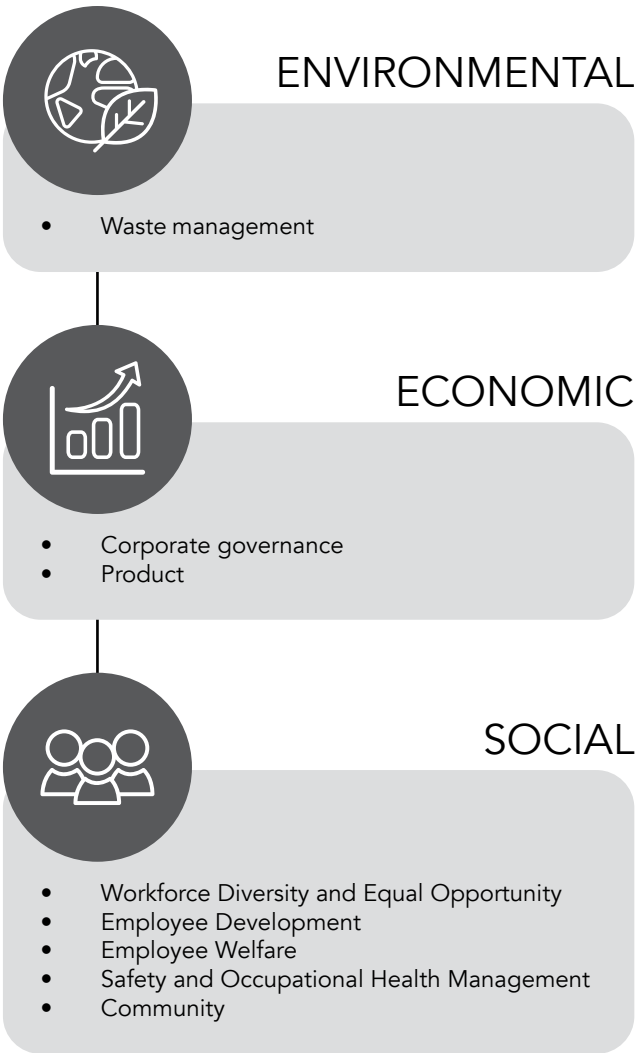 ENVIRONMENTAL
• Waste management
ECONOMIC
• Corporate governance
• Product
SOCIAL
• Workforce Diversity and Equal Opportunity
• Employee Development
• Employee Welfare
• Safety and Occupational Health Management
• Community